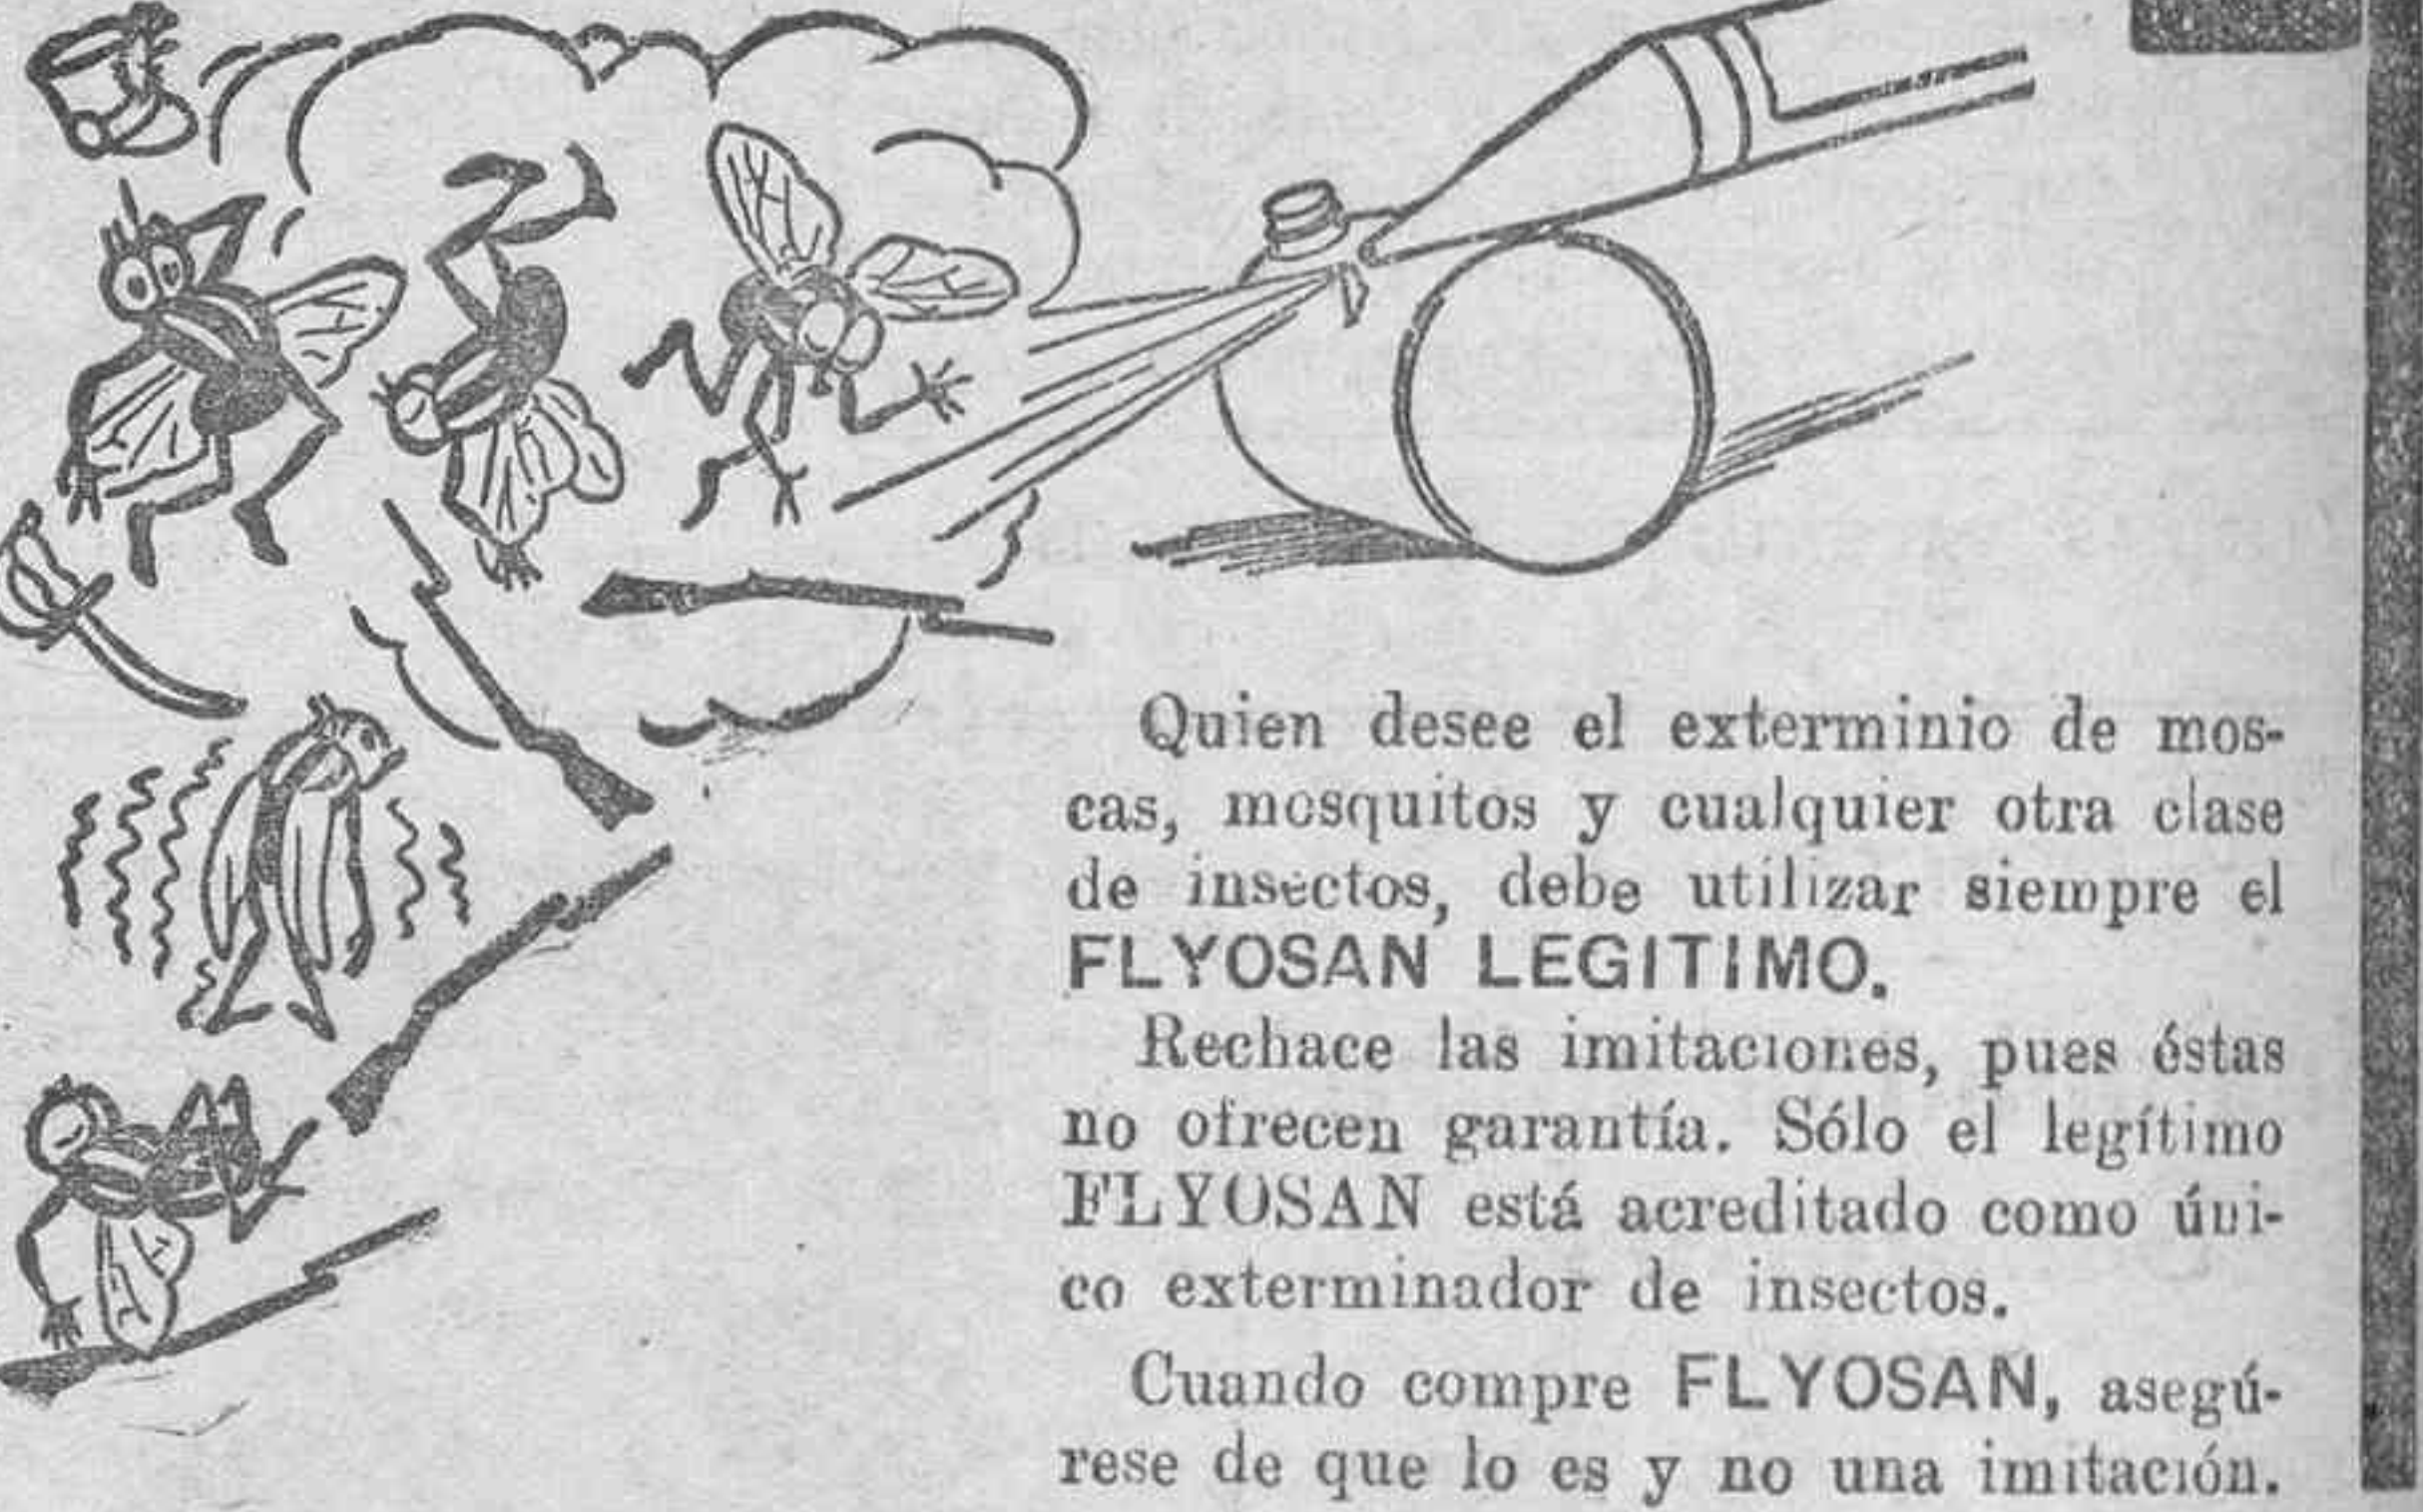 Quien desee el exterminio de mos-
cas, mosquitos y cualquier otra clase
de insectos, debe utilizar siempre el
FLYOSAN LEGITIMO.
Rechace las imitaciones, pues éstas
no ofrecen garantía. Sólo el legítimo
FLYOSAN está acreditado como úni-
co exterminador de insectos.
Cuando compre FLYOSAN, asegú-
rese de que lo es y no una imitación.